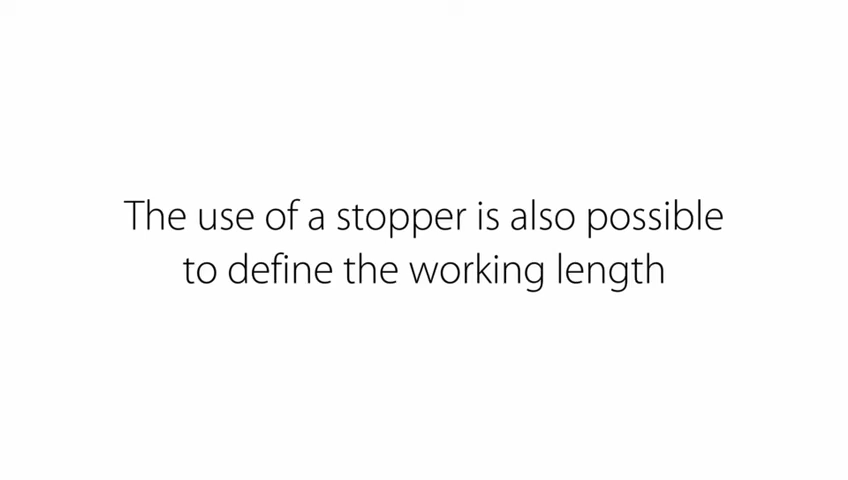 The use of a stopper is also possible
to define the working length